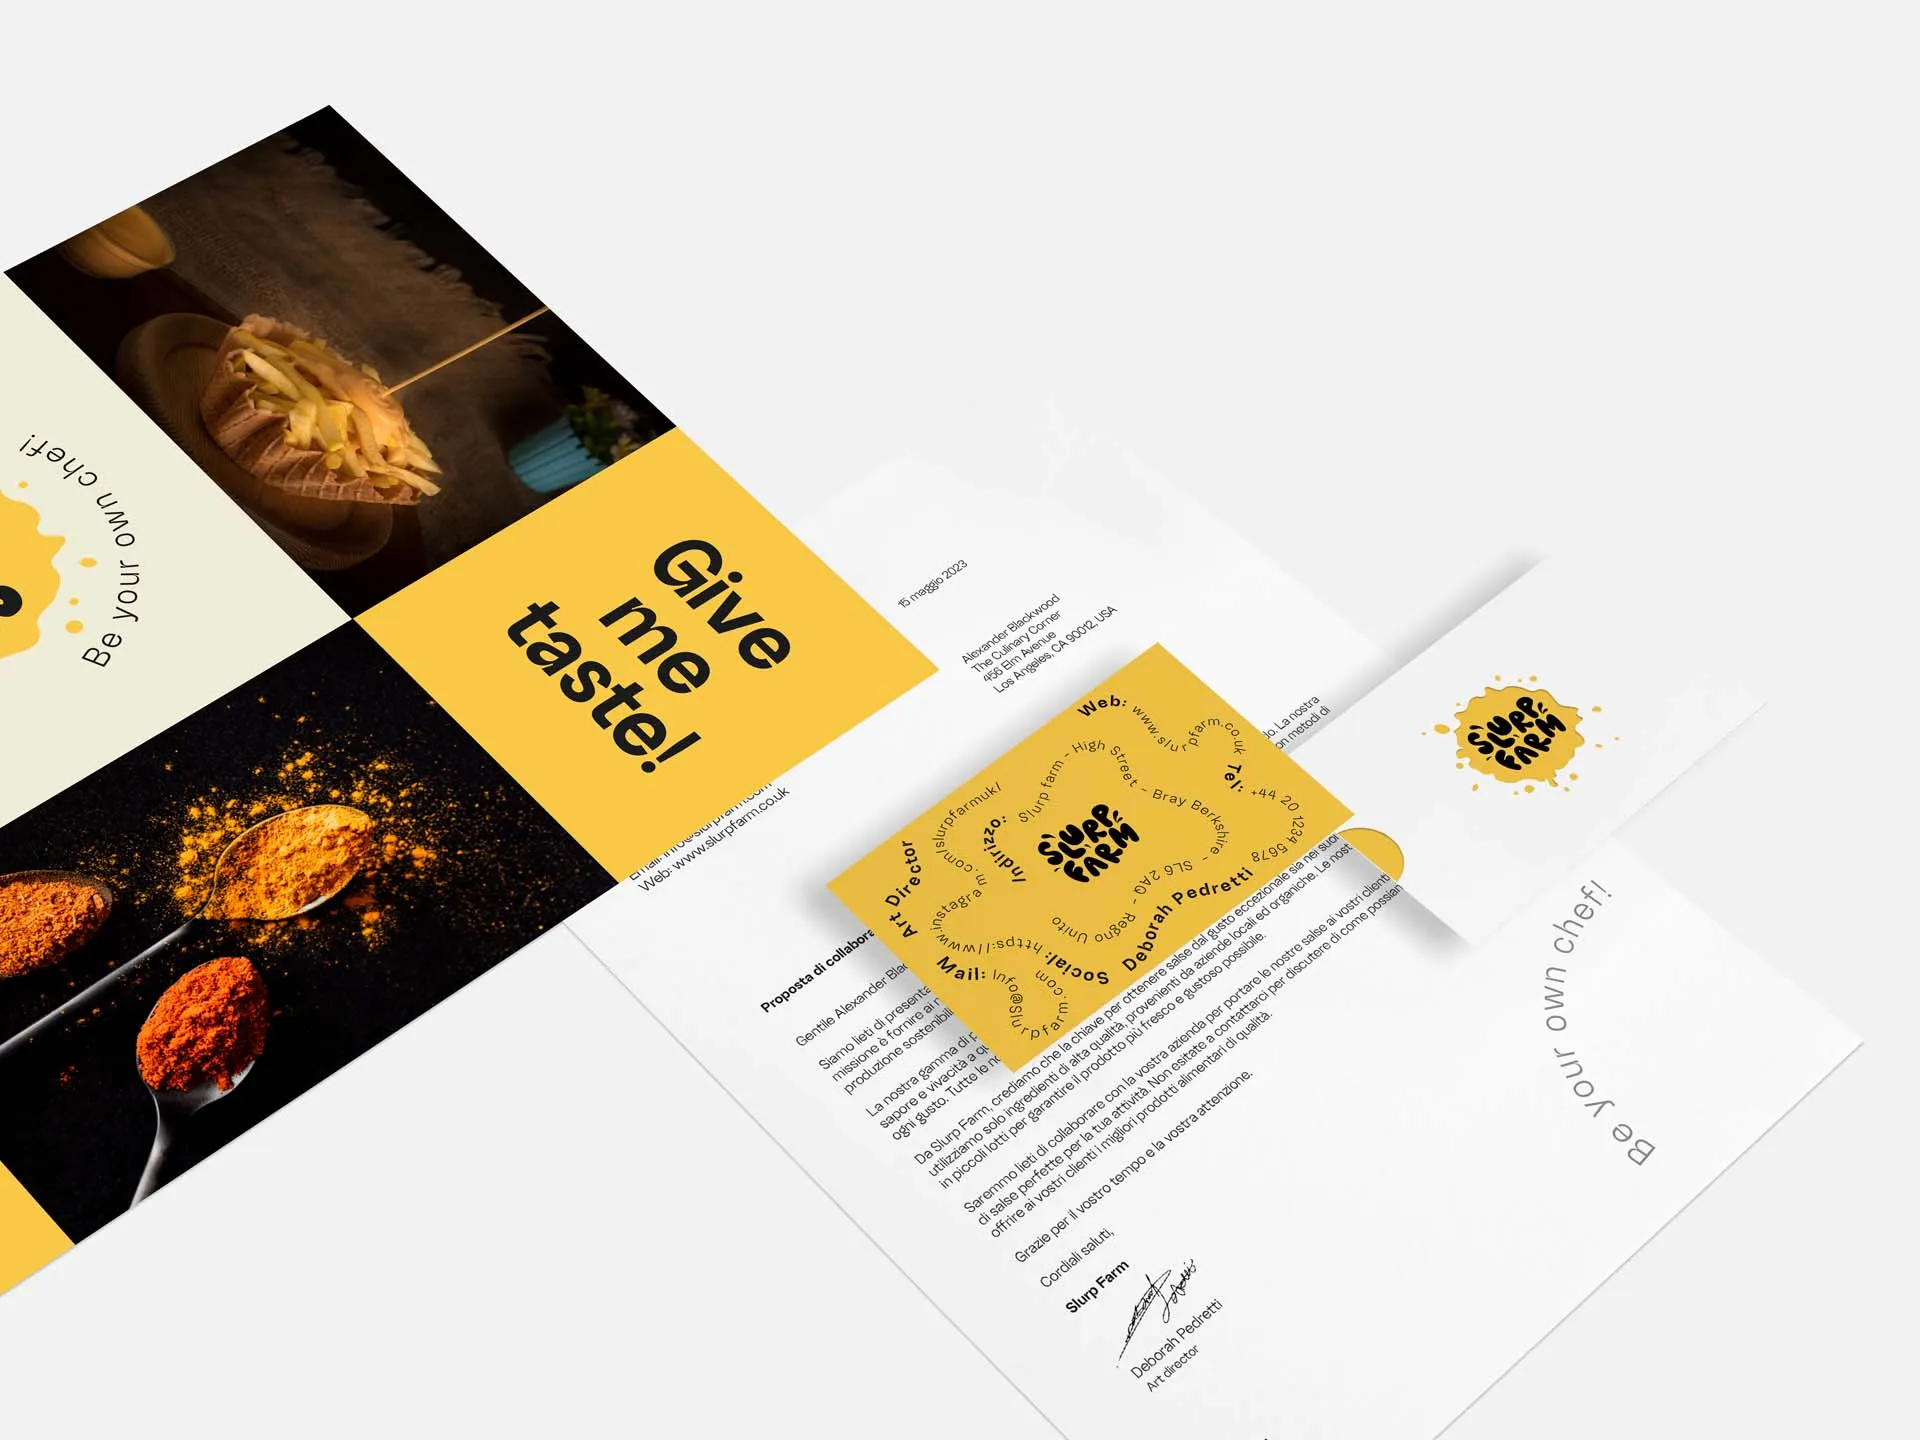 Be your own chef!
Give
me
taste!
Email: info@slurpfarm.com
Web: www.slurpfarm.co.uk
15 maggio 2023
Alexander Blackwood
The Culinary Corner
456 Elm Avenue
Los Angeles, CA 90012, USA
Proposta di
Gentile Alexander
Siamo lieti di
do. La nostra
missione è fornire ai
on metodi di
produzione
La nostra gamma di
sapore e vivacità a
ogni gusto. Tutte le
Da Slurp Farm, crediamo che la chiave per ottenere salse dal gusto eccezionale sia nei suoi
utilizziamo solo ingredienti di alta qualità, provenienti da aziende locali ed organiche. Le
in piccoli lotti per garantire il prodotto più fresco e gustoso possibile.
Saremmo lieti di collaborare con la vostra azienda per portare le nostre salse ai vostri clienti
di salse perfette per la tua attività. Non esitate a contattarci per discutere di come
offrire ai vostri clienti i migliori prodotti alimentari di qualità.
Grazie per il vostro tempo e la vostra attenzione.
Cordiali saluti,
Slurp Farm
Deborah Pedretti
Art director
Web: www.slurpfarm.co.uk Tel: +44 20 1234 5678
Deborah Pedretti
Art Director
Indirizzo: Slurp farm - High Street - Bray Berkshire - SL6 2AG - Regno Unito
Social: https://www.instagram.com/slurpfarmuk/
Mail: Info@Slurpfarm.com
SLURP
FARM
SLURP
FARM
Be your own chef!